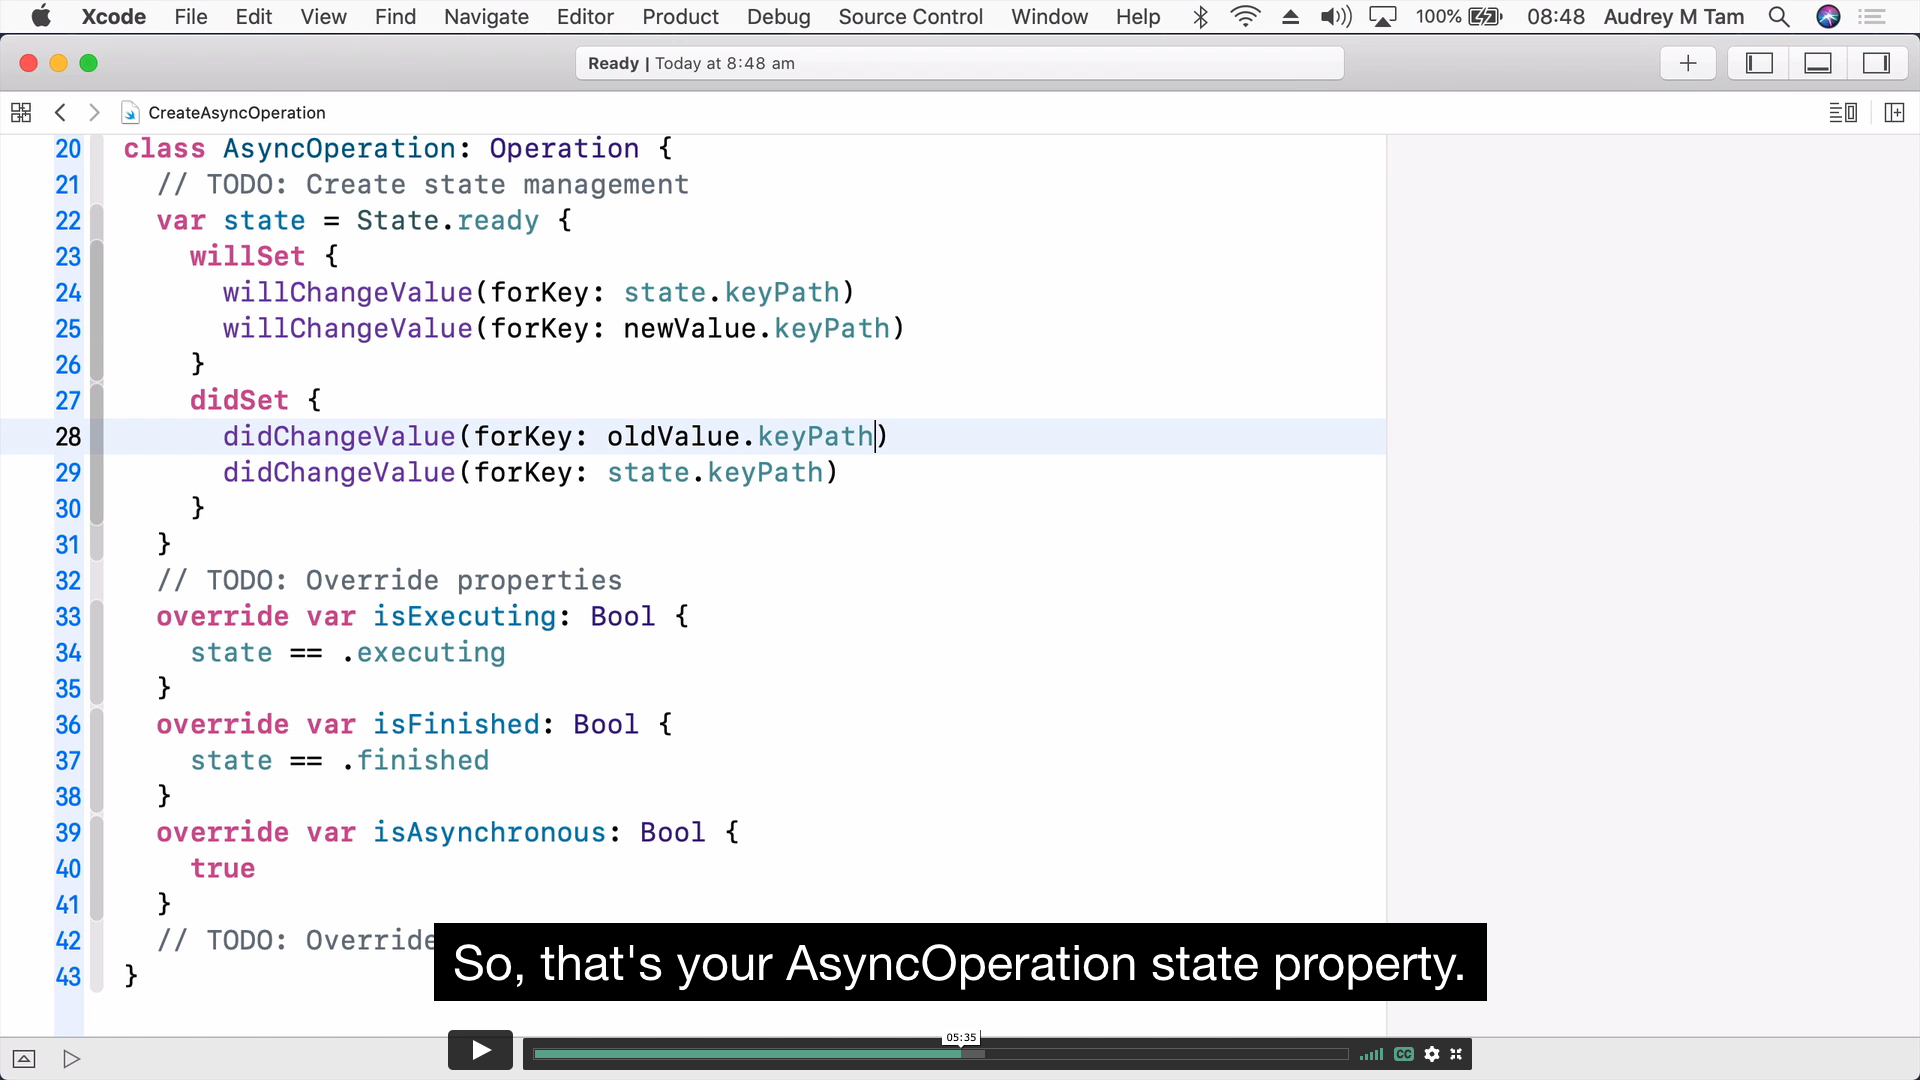 Xcode File Edit View Find Navigate Editor Product Debug Source Control Window Help 100% 08:48 Audrey M Tam
Ready | Today at 8:48 am
CreateAsyncOperation
20 class AsyncOperation: Operation {
21 // TODO: Create state management
22 var state = State.ready {
23 willSet {
24 willChangeValue(forKey: state.keyPath)
25 willChangeValue(forKey: newValue.keyPath)
26 }
27 didSet {
28 didChangeValue(forKey: oldValue.keyPath)
29 didChangeValue(forKey: state.keyPath)
30 }
31 }
32 // TODO: Override properties
33 override var isExecuting: Bool {
34 state == .executing
35 }
36 override var isFinished: Bool {
37 state == .finished
38 }
39 override var isAsynchronous: Bool {
40 true
41 }
42 // TODO: Override
43 }
So, that's your AsyncOperation state property.
05:35
CC